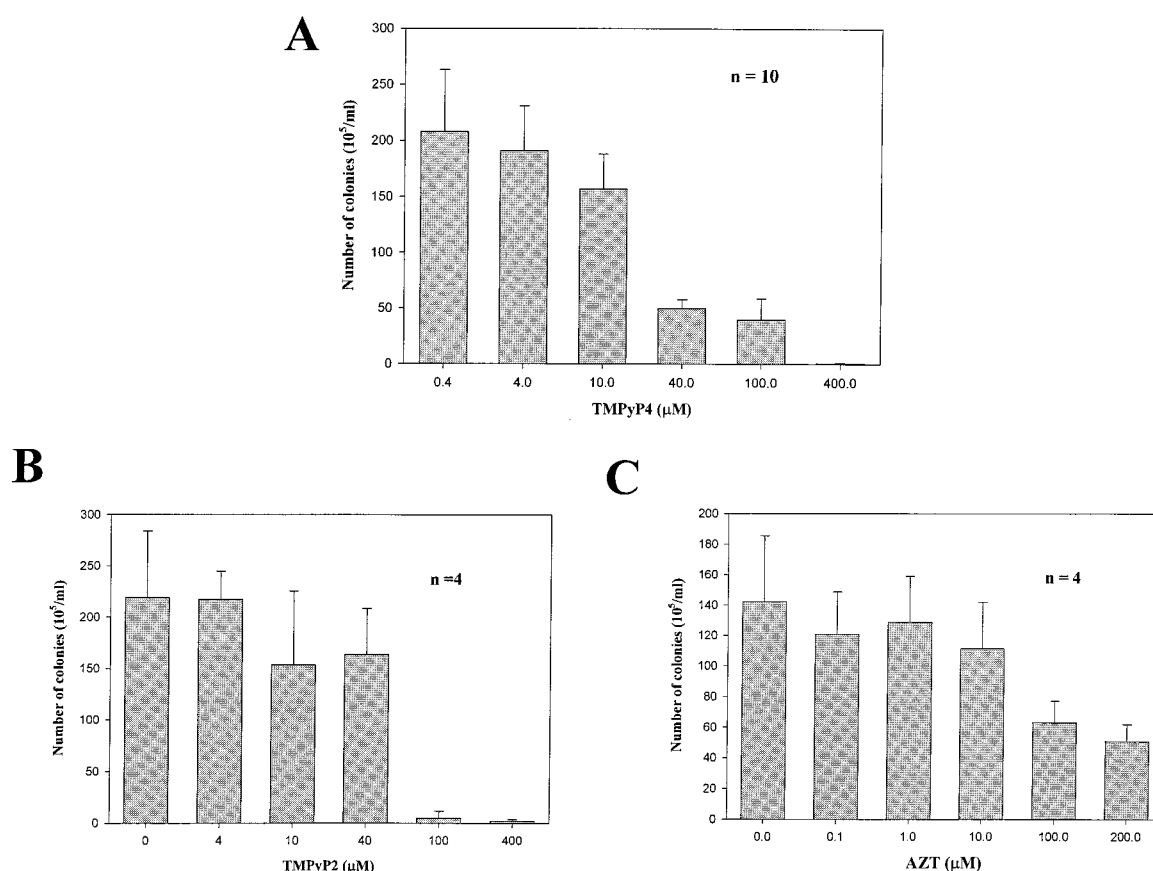 A
300
250
200
150
100
50
0
Number of colonies (10⁵/ml)
n = 10
0.4 4.0 10.0 40.0 100.0 400.0
TMPyP4 (µM)
B
300
250
200
150
100
50
0
Number of colonies (10⁵/ml)
n =4
0 4 10 40 100 400
TMPyP2 (µM)
C
200
180
160
140
120
100
80
60
40
20
0
Number of colonies (10⁵/ml)
n = 4
0.0 0.1 1.0 10.0 100.0 200.0
AZT (µM)